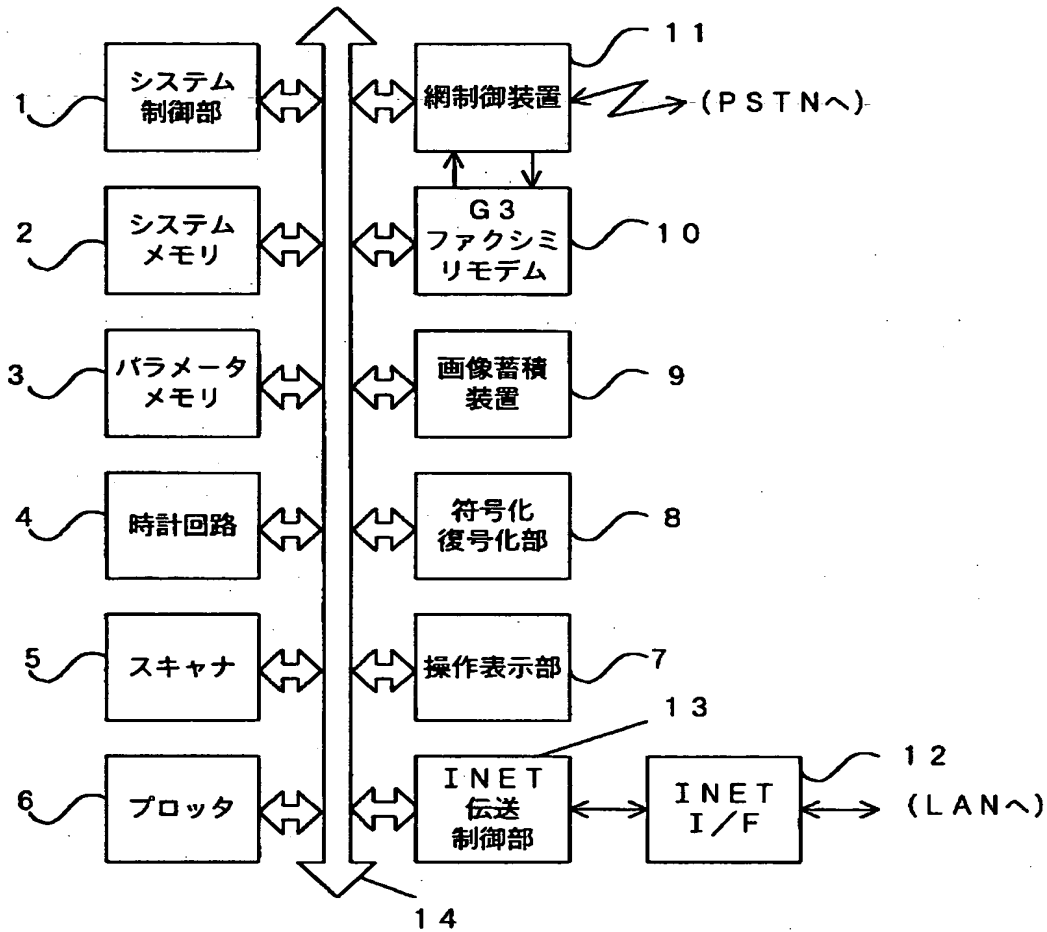 1
システム
制御部
網制御装置
11
(PSTNへ)
2
システム
メモリ
G3
ファクシミ
リモデム
10
3
パラメータ
メモリ
画像蓄積
装置
9
4
時計回路
符号化
復号化部
8
5
スキャナ
操作表示部
7
6
プロッタ
INET
伝送
制御部
13
INET
I/F
12
(LANへ)
14